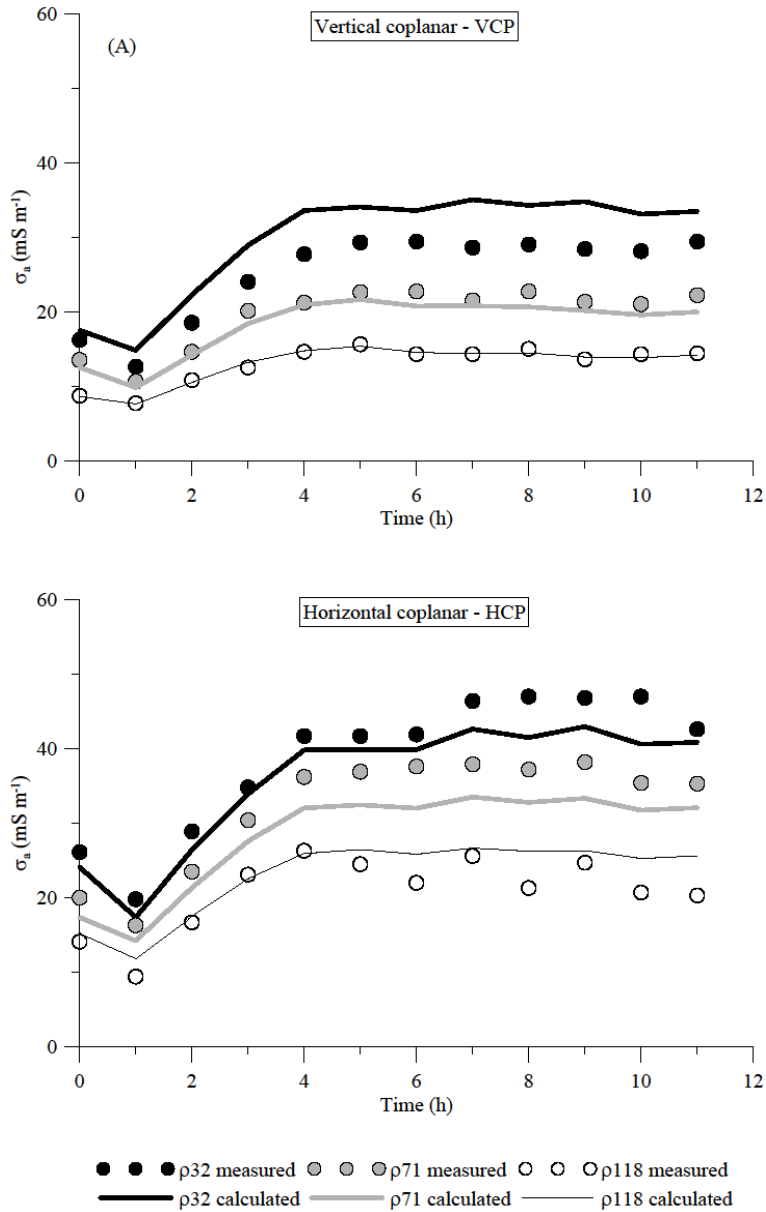 Vertical coplanar - VCP
(A)
60
40
20
0
σa (mS m-1)
0 2 4 6 8 10 12
Time (h)
Horizontal coplanar - HCP
60
40
20
0
σa (mS m-1)
0 2 4 6 8 10 12
Time (h)
ρ32 measured ρ71 measured ρ118 measured
ρ32 calculated ρ71 calculated ρ118 calculated